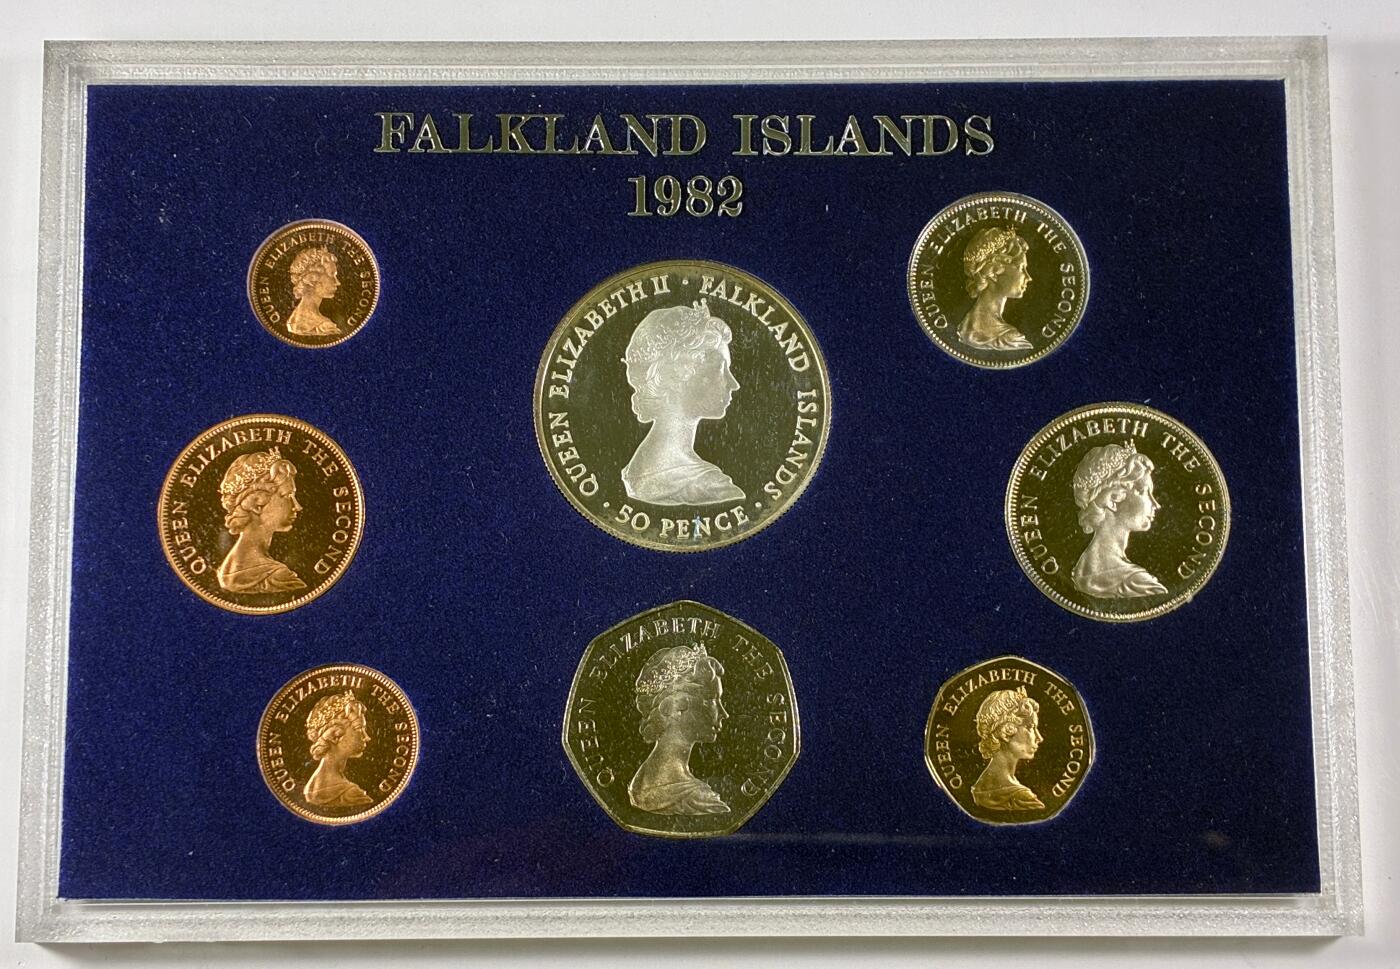 FALKLAND ISLANDS
1982
QUEEN ELIZABETH THE SECOND
QUEEN ELIZABETH II · FALKLAND ISLANDS ·
· 50 PENCE ·
QUEEN ELIZABETH THE SECOND
QUEEN ELIZABETH THE SECOND
QUEEN ELIZABETH THE SECOND
QUEEN ELIZABETH THE SECOND
QUEEN ELIZABETH THE SECOND
QUEEN ELIZABETH THE SECOND